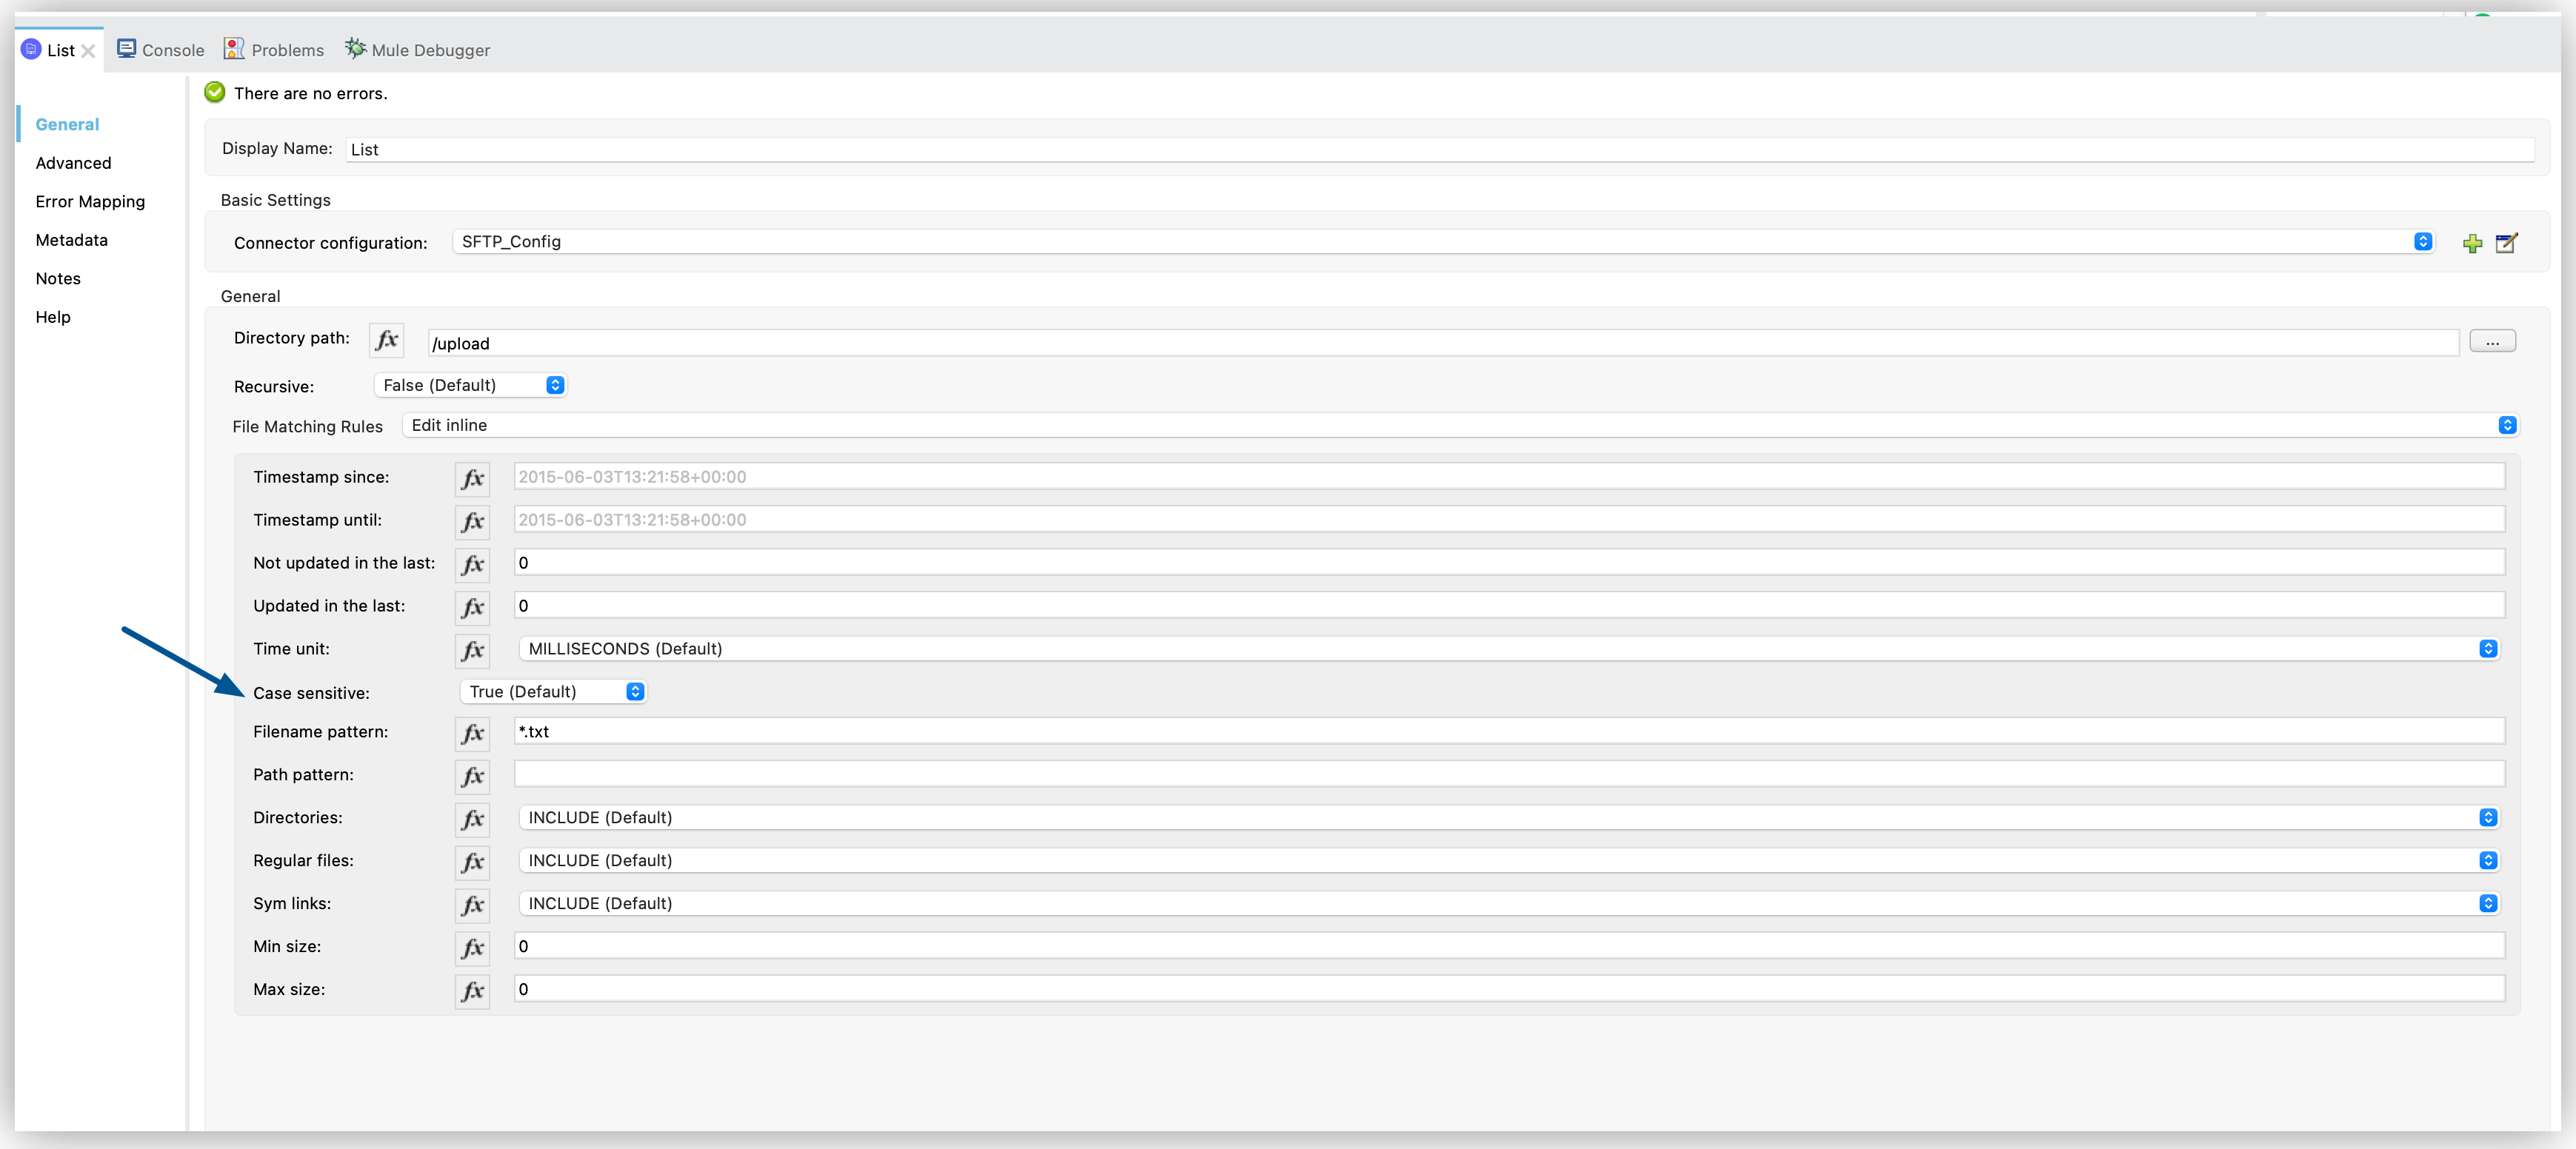 List Console Problems Mule Debugger
There are no errors.
General
Advanced
Error Mapping
Metadata
Notes
Help
Display Name: List
Basic Settings
Connector configuration: SFTP_Config
General
Directory path: fx /upload ...
Recursive: False (Default)
File Matching Rules Edit inline
Timestamp since: fx 2015-06-03T13:21:58+00:00
Timestamp until: fx 2015-06-03T13:21:58+00:00
Not updated in the last: fx 0
Updated in the last: fx 0
Time unit: fx MILLISECONDS (Default)
Case sensitive: True (Default)
Filename pattern: fx *.txt
Path pattern: fx
Directories: fx INCLUDE (Default)
Regular files: fx INCLUDE (Default)
Sym links: fx INCLUDE (Default)
Min size: fx 0
Max size: fx 0